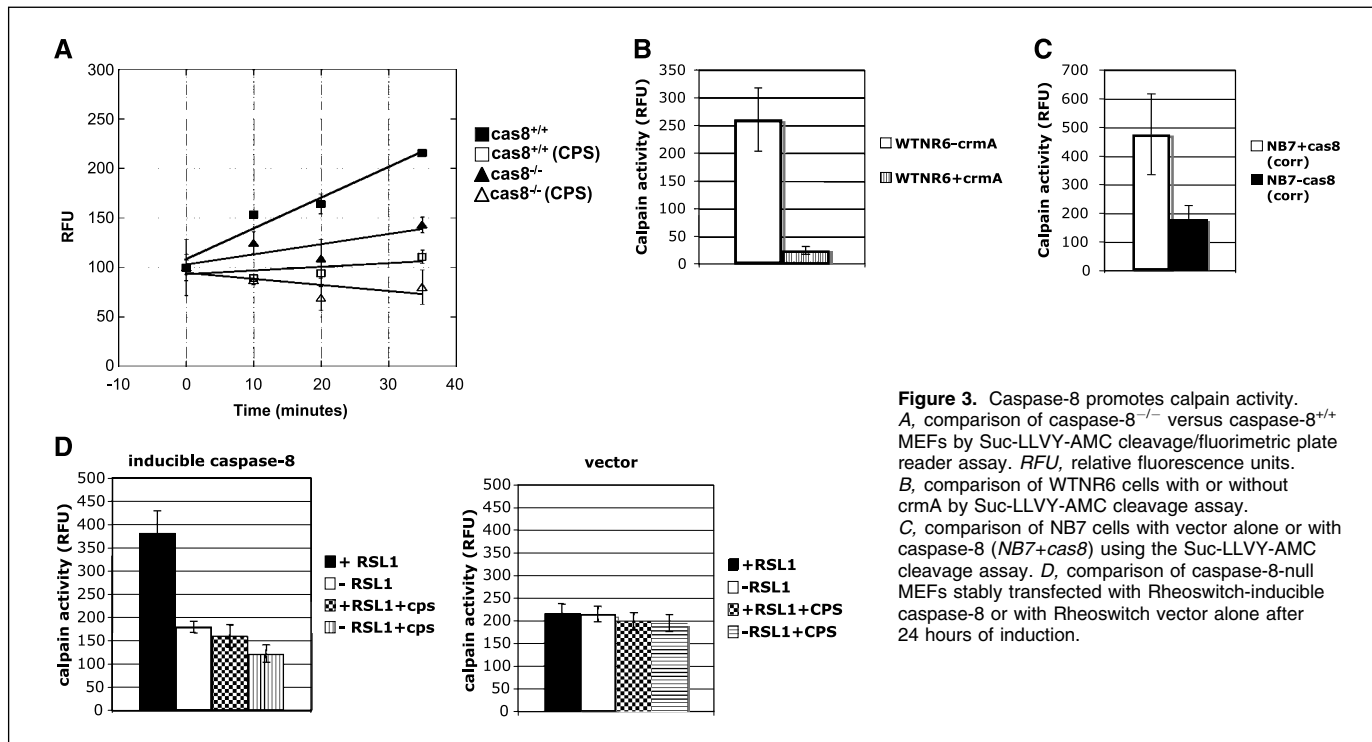 A
300
250
200
150
100
50
0
RFU
-10
0
10
20
30
40
Time (minutes)
cas8+/+
cas8+/+ (CPS)
cas8-/-
cas8-/- (CPS)
B
350
300
250
200
150
100
50
0
Calpain activity (RFU)
WTNR6-crmA
WTNR6+crmA
C
700
600
500
400
300
200
100
0
Calpain activity (RFU)
NB7+cas8
(corr)
NB7-cas8
(corr)
D
inducible caspase-8
500
450
400
350
300
250
200
150
100
50
0
calpain activity (RFU)
+ RSL1
- RSL1
+RSL1+cps
- RSL1+cps
vector
500
450
400
350
300
250
200
150
100
50
0
calpain activity (RFU)
+RSL1
-RSL1
+RSL1+CPS
-RSL1+CPS
Figure 3. Caspase-8 promotes calpain activity.
A, comparison of caspase-8−/− versus caspase-8+/+
MEFs by Suc-LLVY-AMC cleavage/fluorimetric plate
reader assay. RFU, relative fluorescence units.
B, comparison of WTNR6 cells with or without
crmA by Suc-LLVY-AMC cleavage assay.
C, comparison of NB7 cells with vector alone or with
caspase-8 (NB7+cas8) using the Suc-LLVY-AMC
cleavage assay. D, comparison of caspase-8-null
MEFs stably transfected with Rheoswitch-inducible
caspase-8 or with Rheoswitch vector alone after
24 hours of induction.